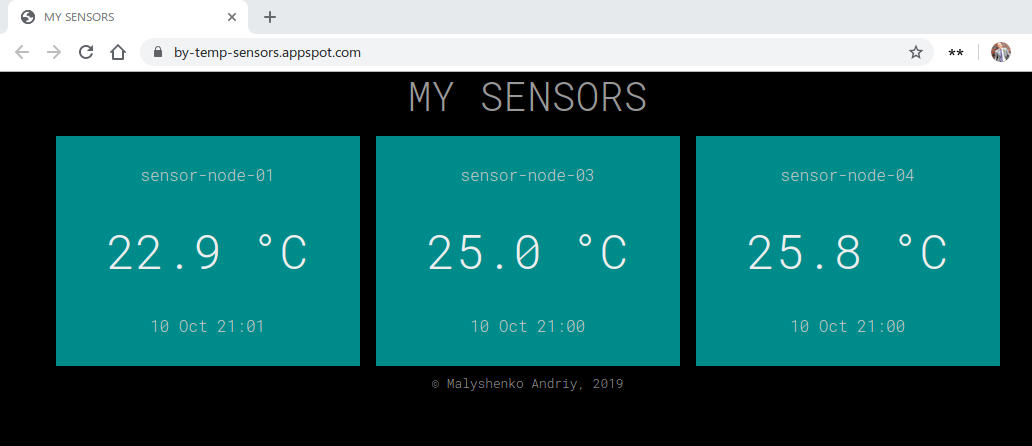 MY SENSORS
by-temp-sensors.appspot.com
**
MY SENSORS
sensor-node-01
22.9 °C
10 Oct 21:01
sensor-node-03
25.0 °C
10 Oct 21:00
sensor-node-04
25.8 °C
10 Oct 21:00
© Malyshenko Andriy, 2019